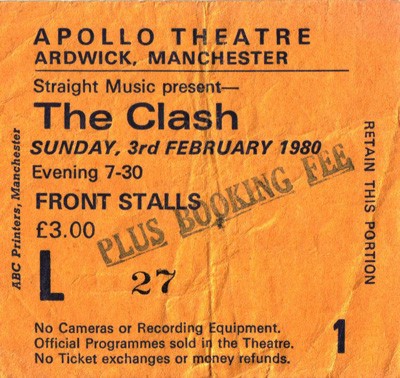 APOLLO THEATRE
ARDWICK, MANCHESTER
Straight Music present—
The Clash
SUNDAY, 3rd FEBRUARY 1980
Evening 7-30
FRONT STALLS
£3.00
PLUS BOOKING FEE
L 27
No Cameras or Recording Equipment.
Official Programmes sold in the Theatre.
No Ticket exchanges or money refunds.
1
RETAIN THIS PORTION
ABC Printers, Manchester